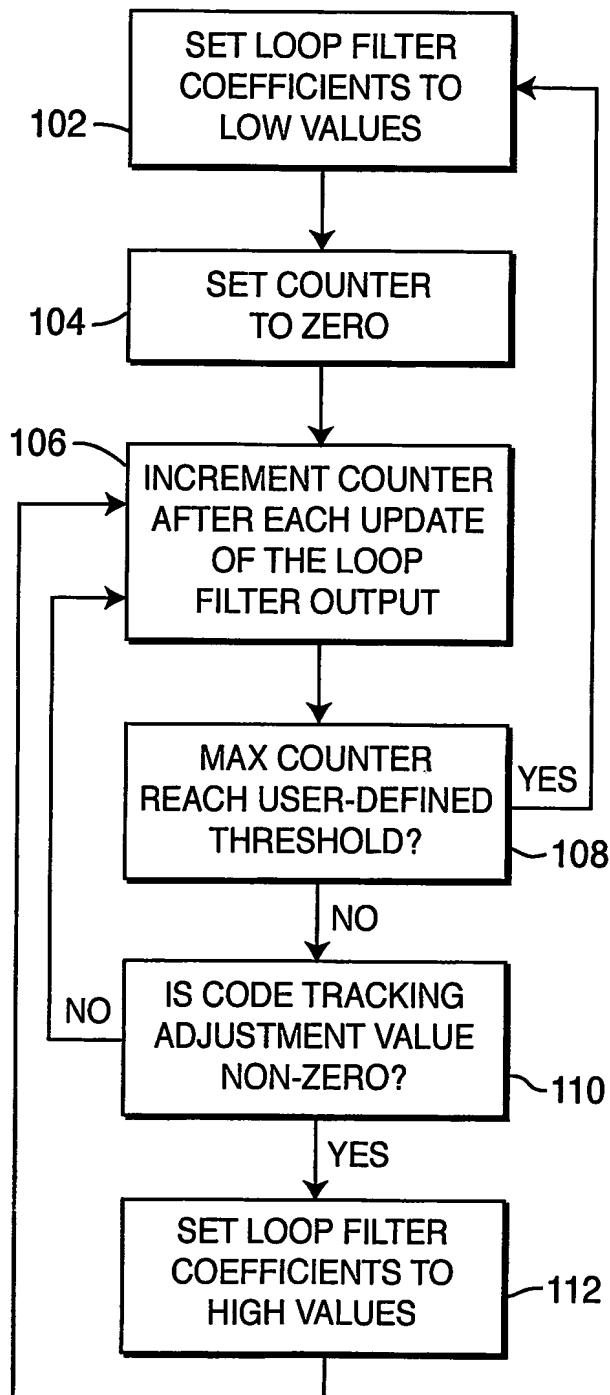 SET LOOP FILTER
COEFFICIENTS TO
LOW VALUES
102
SET COUNTER
TO ZERO
104
106
INCREMENT COUNTER
AFTER EACH UPDATE
OF THE LOOP
FILTER OUTPUT
MAX COUNTER
REACH USER-DEFINED
THRESHOLD?
YES
108
NO
IS CODE TRACKING
ADJUSTMENT VALUE
NON-ZERO?
NO
110
YES
SET LOOP FILTER
COEFFICIENTS TO
HIGH VALUES
112